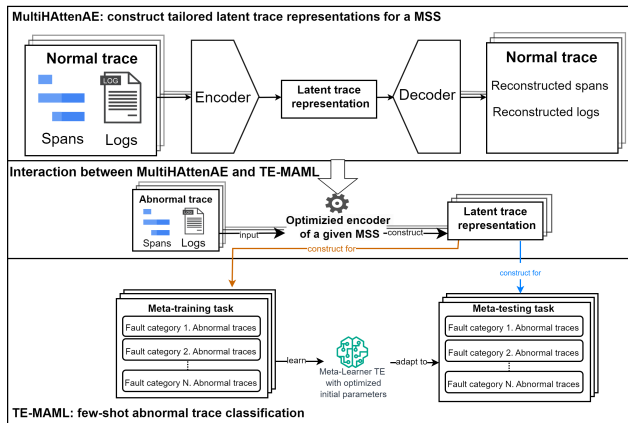 MultiHAttenAE: construct tailored latent trace representations for a MSS
Normal trace
LOG
Spans
Logs
Encoder
Latent trace
representation
Decoder
Normal trace
Reconstructed spans
Reconstructed logs
Interaction between MultiHAttenAE and TE-MAML
Abnormal trace
LOG
Spans
Logs
input
Optimizied encoder
of a given MSS
construct
Latent trace
representation
construct for
construct for
Meta-training task
Fault category 1. Abnormal traces
Fault category 2. Abnormal traces
...
Fault category N. Abnormal traces
learn
Meta-Learner TE
with optimized
initial parameters
adapt to
Meta-testing task
Fault category 1. Abnormal traces
Fault category 2. Abnormal traces
...
Fault category N. Abnormal traces
TE-MAML: few-shot abnormal trace classification